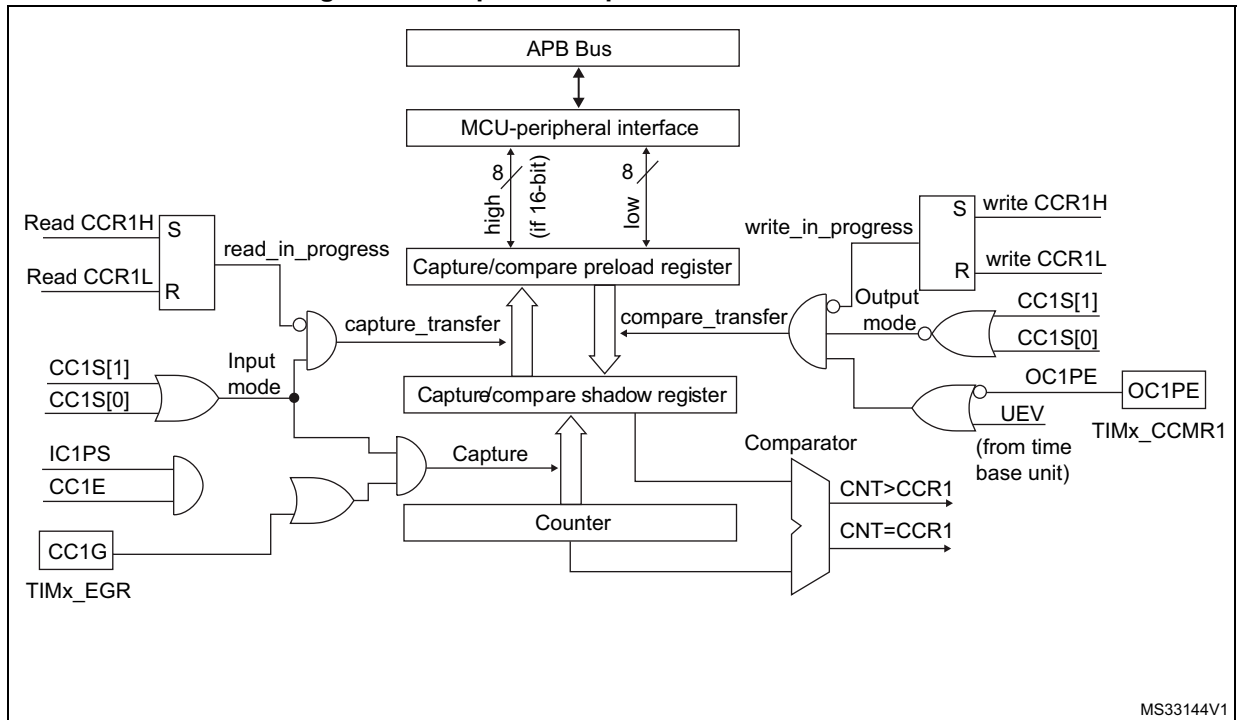 APB Bus
MCU-peripheral interface
8
high
(if 16-bit)
8
low
Read CCR1H
S
read_in_progress
Read CCR1L
R
write_in_progress
S
write CCR1H
R
write CCR1L
Capture/compare preload register
capture_transfer
compare_transfer
Output
mode
CC1S[1]
CC1S[0]
Input
mode
CC1S[1]
CC1S[0]
Capture/compare shadow register
OC1PE
OC1PE
UEV
TIMx_CCMR1
(from time
base unit)
IC1PS
CC1E
Capture
Comparator
CNT>CCR1
Counter
CNT=CCR1
CC1G
TIMx_EGR
MS33144V1